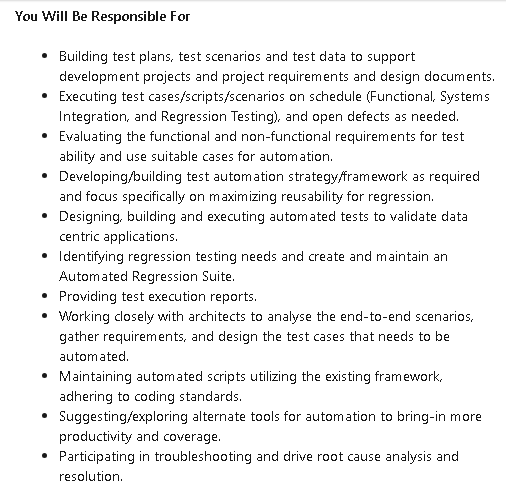 You Will Be Responsible For
• Building test plans, test scenarios and test data to support
development projects and project requirements and design documents.
• Executing test cases/scripts/scenarios on schedule (Functional, Systems
Integration, and Regression Testing), and open defects as needed.
• Evaluating the functional and non-functional requirements for test
ability and use suitable cases for automation.
• Developing/building test automation strategy/framework as required
and focus specifically on maximizing reusability for regression.
• Designing, building and executing automated tests to validate data
centric applications.
• Identifying regression testing needs and create and maintain an
Automated Regression Suite.
• Providing test execution reports.
• Working closely with architects to analyse the end-to-end scenarios,
gather requirements, and design the test cases that needs to be
automated.
• Maintaining automated scripts utilizing the existing framework,
adhering to coding standards.
• Suggesting/exploring alternate tools for automation to bring-in more
productivity and coverage.
• Participating in troubleshooting and drive root cause analysis and
resolution.